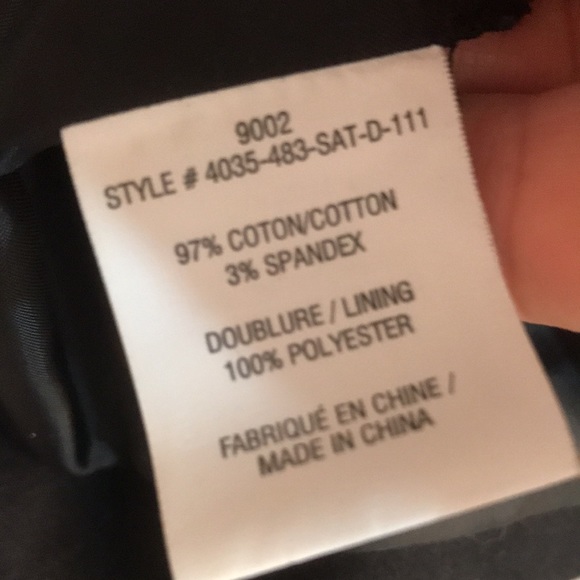 9002
STYLE # 4035-483-SAT-D-111
97% COTON/COTTON
3% SPANDEX
DOUBLURE / LINING
100% POLYESTER
FABRIQUÉ EN CHINE /
MADE IN CHINA